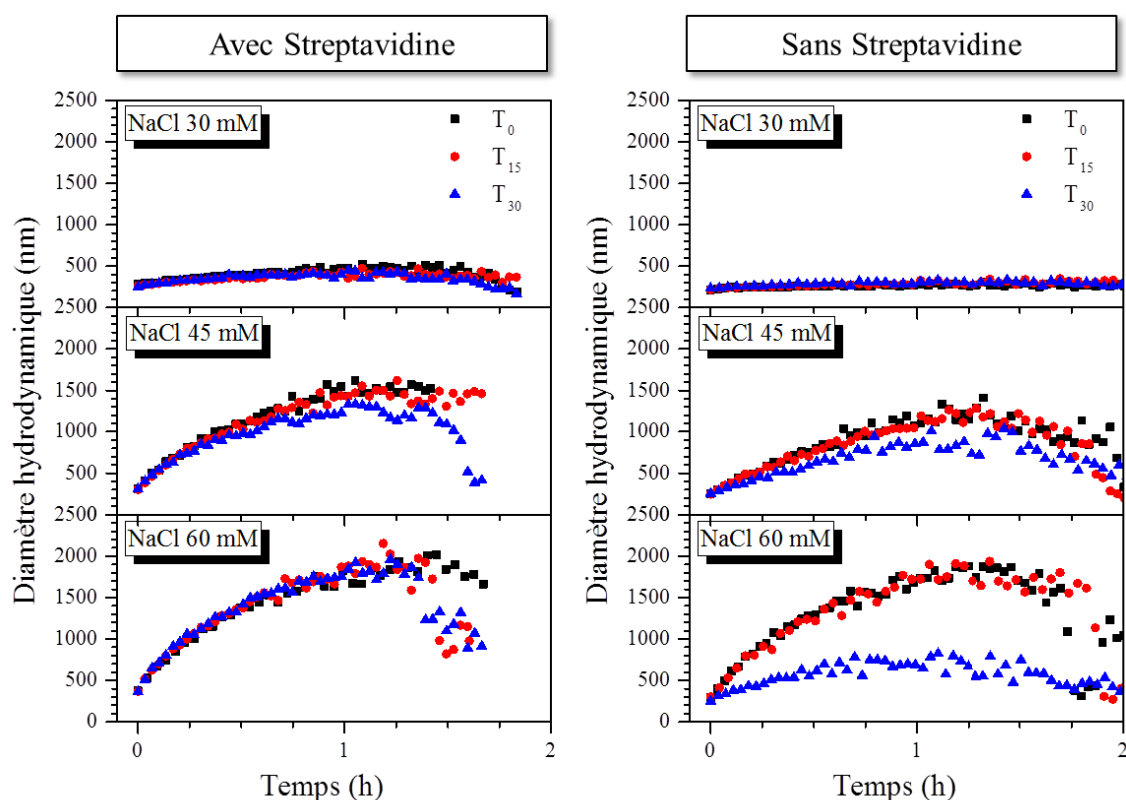 Avec Streptavidine
Sans Streptavidine
Diamètre hydrodynamique (nm)
2500
NaCl 30 mM
T0
2000
T15
1500
T30
1000
500
2500
NaCl 45 mM
2000
1500
1000
500
2500
NaCl 60 mM
2000
1500
1000
500
0
0
1
2
Temps (h)
Diamètre hydrodynamique (nm)
2500
NaCl 30 mM
T0
2000
T15
1500
T30
1000
500
2500
NaCl 45 mM
2000
1500
1000
500
2500
NaCl 60 mM
2000
1500
1000
500
0
0
1
2
Temps (h)